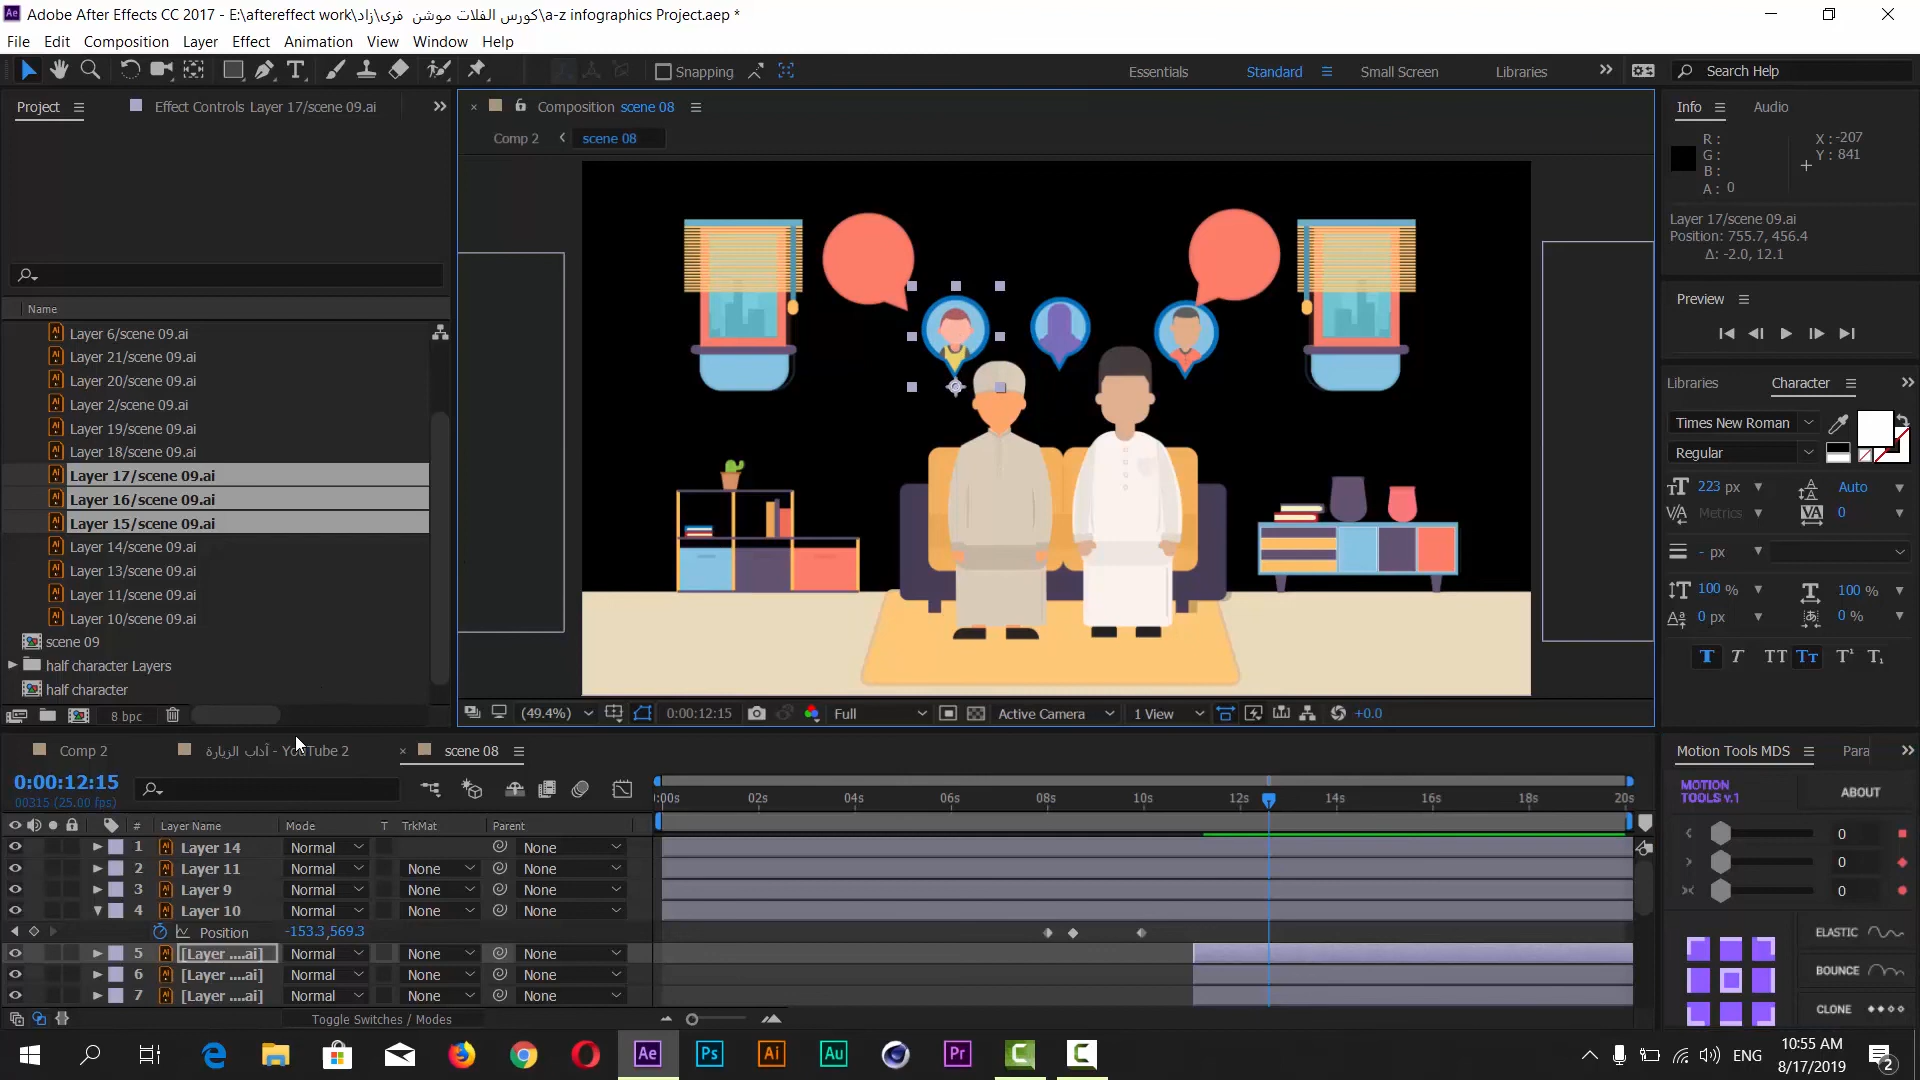 Adobe After Effects CC 2017 - E:\aftereffect work\كورس الفلات موشن فرى\زاد\a-z infographics Project.aep *
File Edit Composition Layer Effect Animation View Window Help
Snapping Essentials Standard Small Screen Libraries Search Help
Project Effect Controls Layer 17/scene 09.ai
Composition scene 08
Info Audio
Comp 2 scene 08
R :
G :
B :
A : 0
X : -207
Y : 841
Layer 17/scene 09.ai
Position: 755.7, 456.4
Δ: -2.0, 12.1
Preview
Name
Layer 6/scene 09.ai
Layer 21/scene 09.ai
Layer 20/scene 09.ai
Layer 2/scene 09.ai
Layer 19/scene 09.ai
Layer 18/scene 09.ai
Layer 17/scene 09.ai
Layer 16/scene 09.ai
Layer 15/scene 09.ai
Layer 14/scene 09.ai
Layer 13/scene 09.ai
Layer 11/scene 09.ai
Layer 10/scene 09.ai
scene 09
half character Layers
half character
8 bpc
Libraries Character
Times New Roman
Regular
223 px Auto
Metrics 0
- px
100 % 100 %
0 px 0 %
T T TT Tᴛ T¹ T₁
(49.4%) 0:00:12:15 Full Active Camera 1 View +0.0
Comp 2 آداب الزيارة - YouTube 2 scene 08
0:00:12:15
00315 (25.00 fps)
:00s 02s 04s 06s 08s 10s 12s 14s 16s 18s 20s
# Layer Name Mode T TrkMat Parent
1 Layer 14 Normal None
2 Layer 11 Normal None None
3 Layer 9 Normal None None
4 Layer 10 Normal None None
Position -153.3,569.3
5 [Layer ....ai] Normal None None
6 [Layer ....ai] Normal None None
7 [Layer ....ai] Normal None None
Toggle Switches / Modes
Motion Tools MDS Para
MOTION
TOOLS v.1
ABOUT
0
0
0
ELASTIC
BOUNCE
CLONE
Ae Ps Ai Au Pr
ENG
10:55 AM
8/17/2019
2